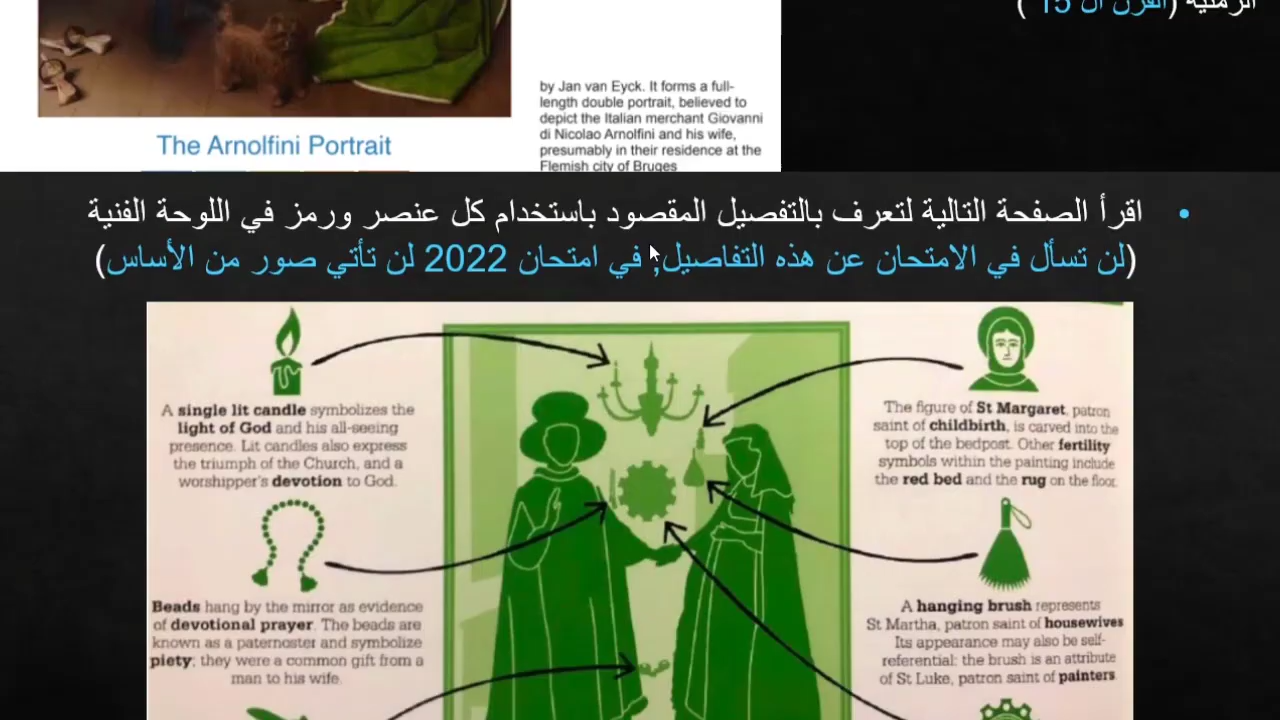 الزمنية (القرن ال 15 )
by Jan van Eyck. It forms a full-
length double portrait, believed to
depict the Italian merchant Giovanni
di Nicolao Arnolfini and his wife,
presumably in their residence at the
Flemish city of Bruges
The Arnolfini Portrait
• اقرأ الصفحة التالية لتعرف بالتفصيل المقصود باستخدام كل عنصر ورمز في اللوحة الفنية
(لن تسأل في الامتحان عن هذه التفاصيل, في امتحان 2022 لن تأتي صور من الأساس)
A single lit candle symbolizes the
light of God and his all-seeing
presence. Lit candles also express
the triumph of the Church, and a
worshipper's devotion to God.
The figure of St Margaret, patron
saint of childbirth, is carved into the
top of the bedpost. Other fertility
symbols within the painting include
the red bed and the rug on the floor.
Beads hang by the mirror as evidence
of devotional prayer. The beads are
known as a paternoster and symbolize
piety; they were a common gift from a
man to his wife.
A hanging brush represents
St Martha, patron saint of housewives
Its appearance may also be self-
referential: the brush is an attribute
of St Luke, patron saint of painters.